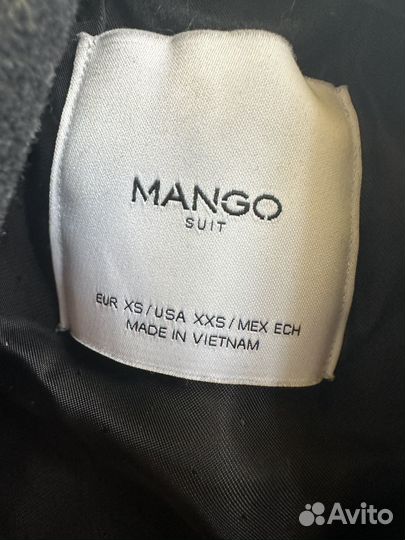 MANGO
SUIT
EUR XS / USA XXS / MEX ECH
MADE IN VIETNAM
Avito